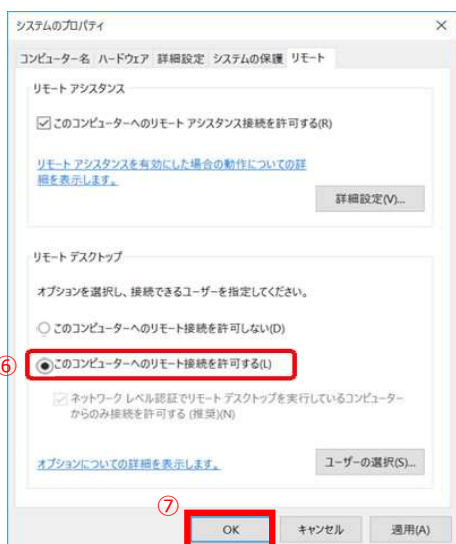 システムのプロパティ
コンピューター名 ハードウェア 詳細設定 システムの保護 リモート
リモート アシスタンス
このコンピューターへのリモート アシスタンス接続を許可する(R)
リモート アシスタンスを有効にした場合の動作についての詳
細を表示します。
詳細設定(V)...
リモート デスクトップ
オプションを選択し、接続できるユーザーを指定してください。
このコンピューターへのリモート接続を許可しない(D)
⑥ このコンピューターへのリモート接続を許可する(L)
ネットワーク レベル認証でリモート デスクトップを実行しているコンピューター
からのみ接続を許可する (推奨)(N)
オプションについての詳細を表示します。
ユーザーの選択(S)...
⑦
OK キャンセル 適用(A)